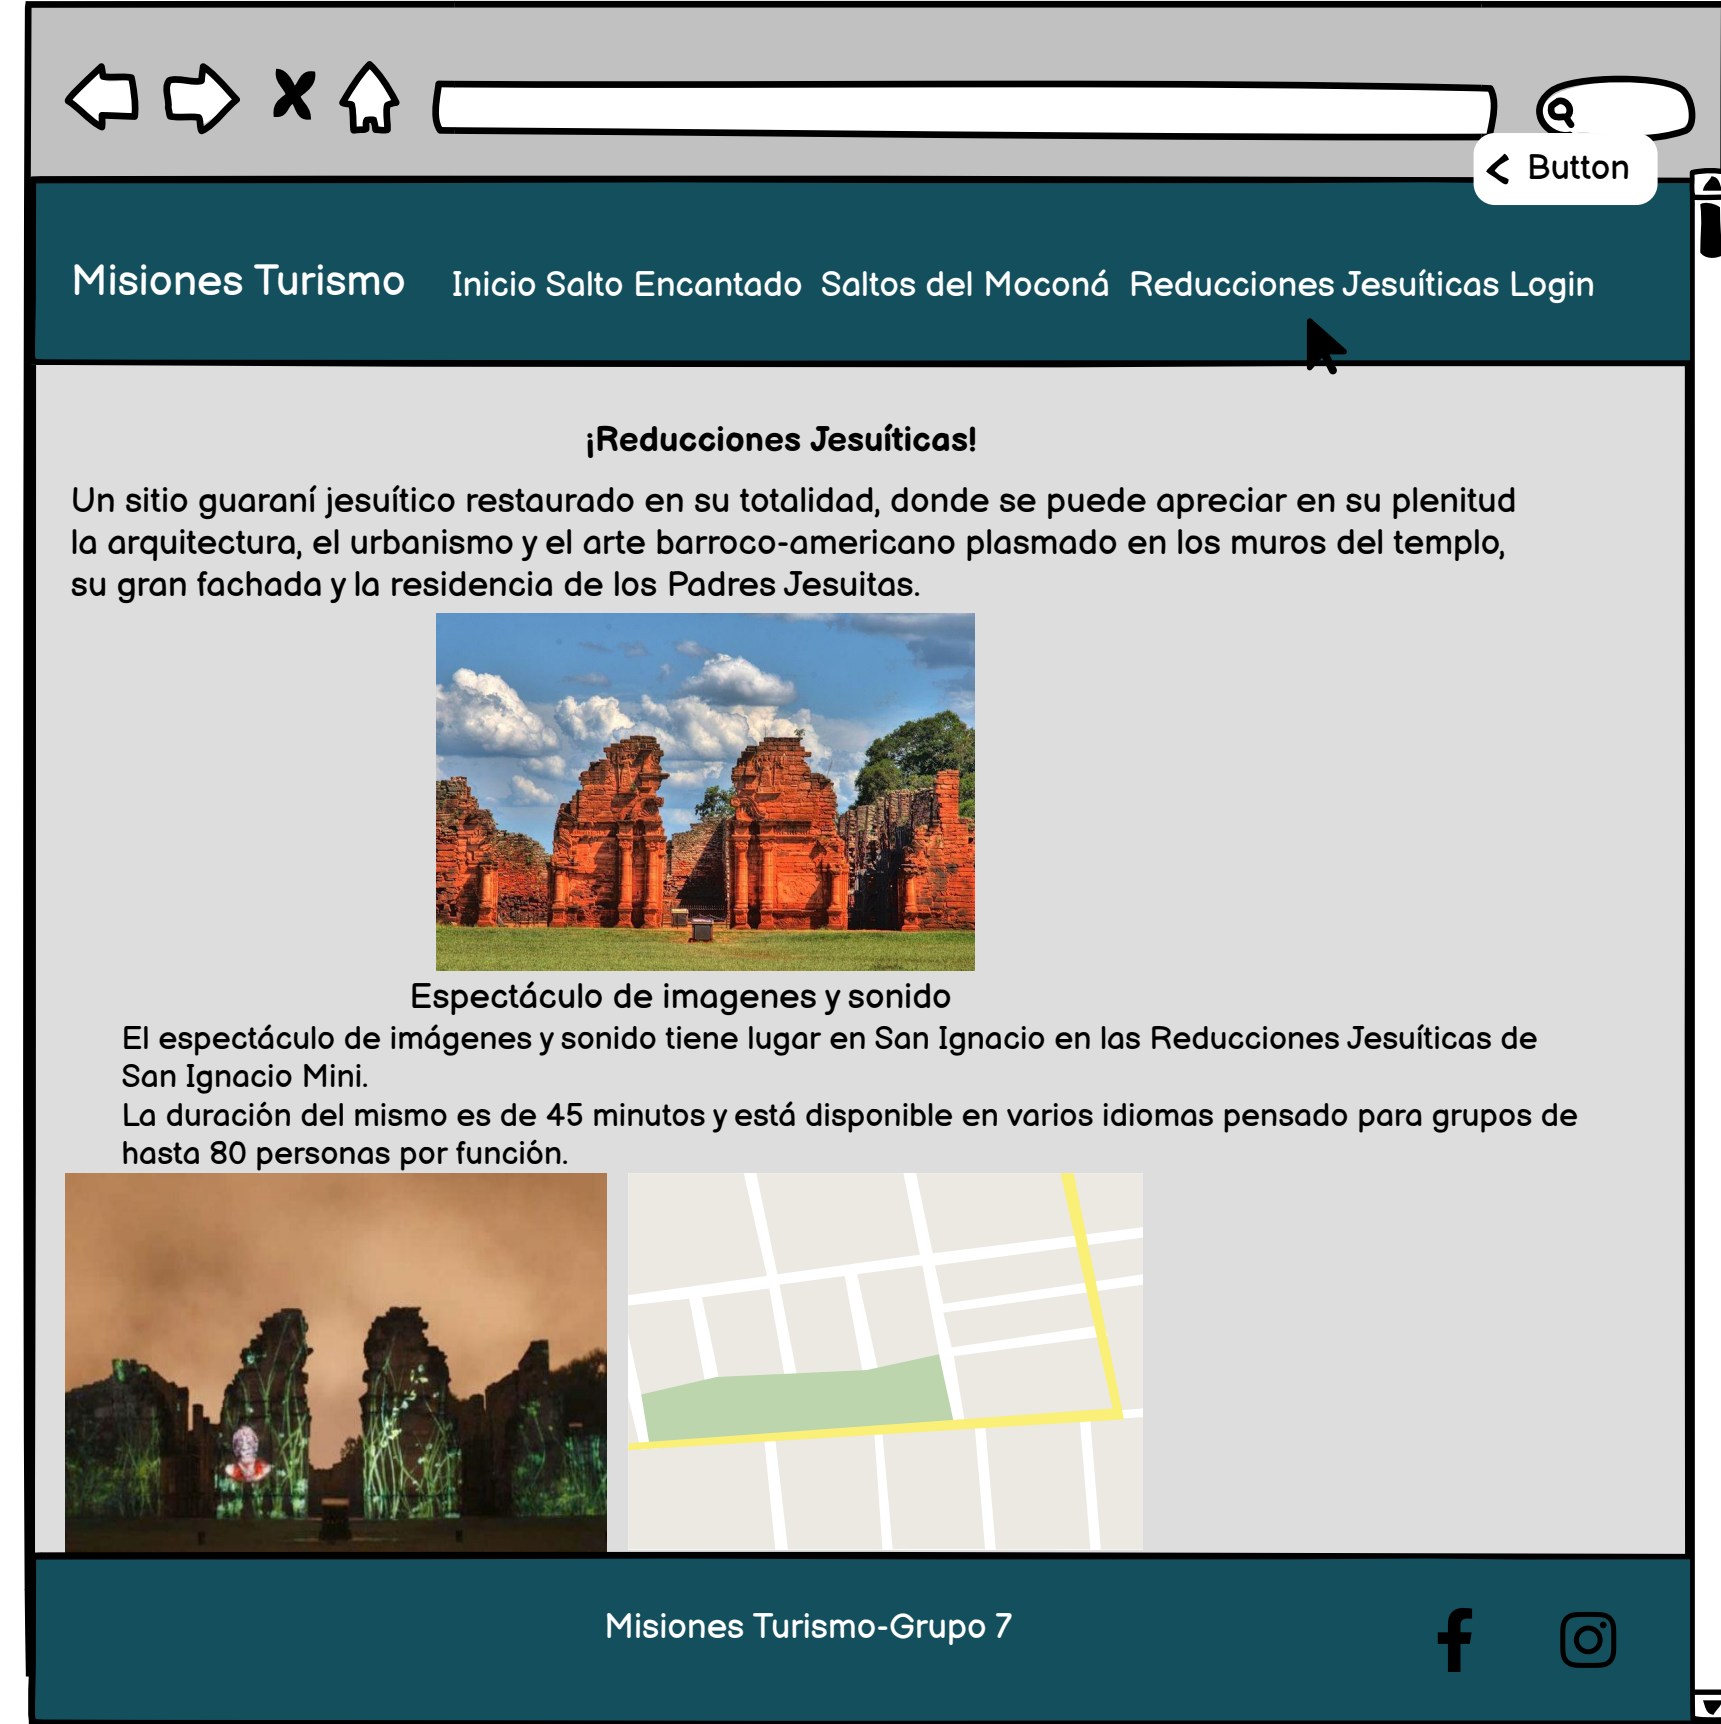 Button
Misiones Turismo Inicio Salto Encantado Saltos del Moconá Reducciones Jesuíticas Login
¡Reducciones Jesuíticas!
Un sitio guaraní jesuítico restaurado en su totalidad, donde se puede apreciar en su plenitud
la arquitectura, el urbanismo y el arte barroco-americano plasmado en los muros del templo,
su gran fachada y la residencia de los Padres Jesuitas.
Espectáculo de imagenes y sonido
El espectáculo de imágenes y sonido tiene lugar en San Ignacio en las Reducciones Jesuíticas de
San Ignacio Mini.
La duración del mismo es de 45 minutos y está disponible en varios idiomas pensado para grupos de
hasta 80 personas por función.
Misiones Turismo-Grupo 7